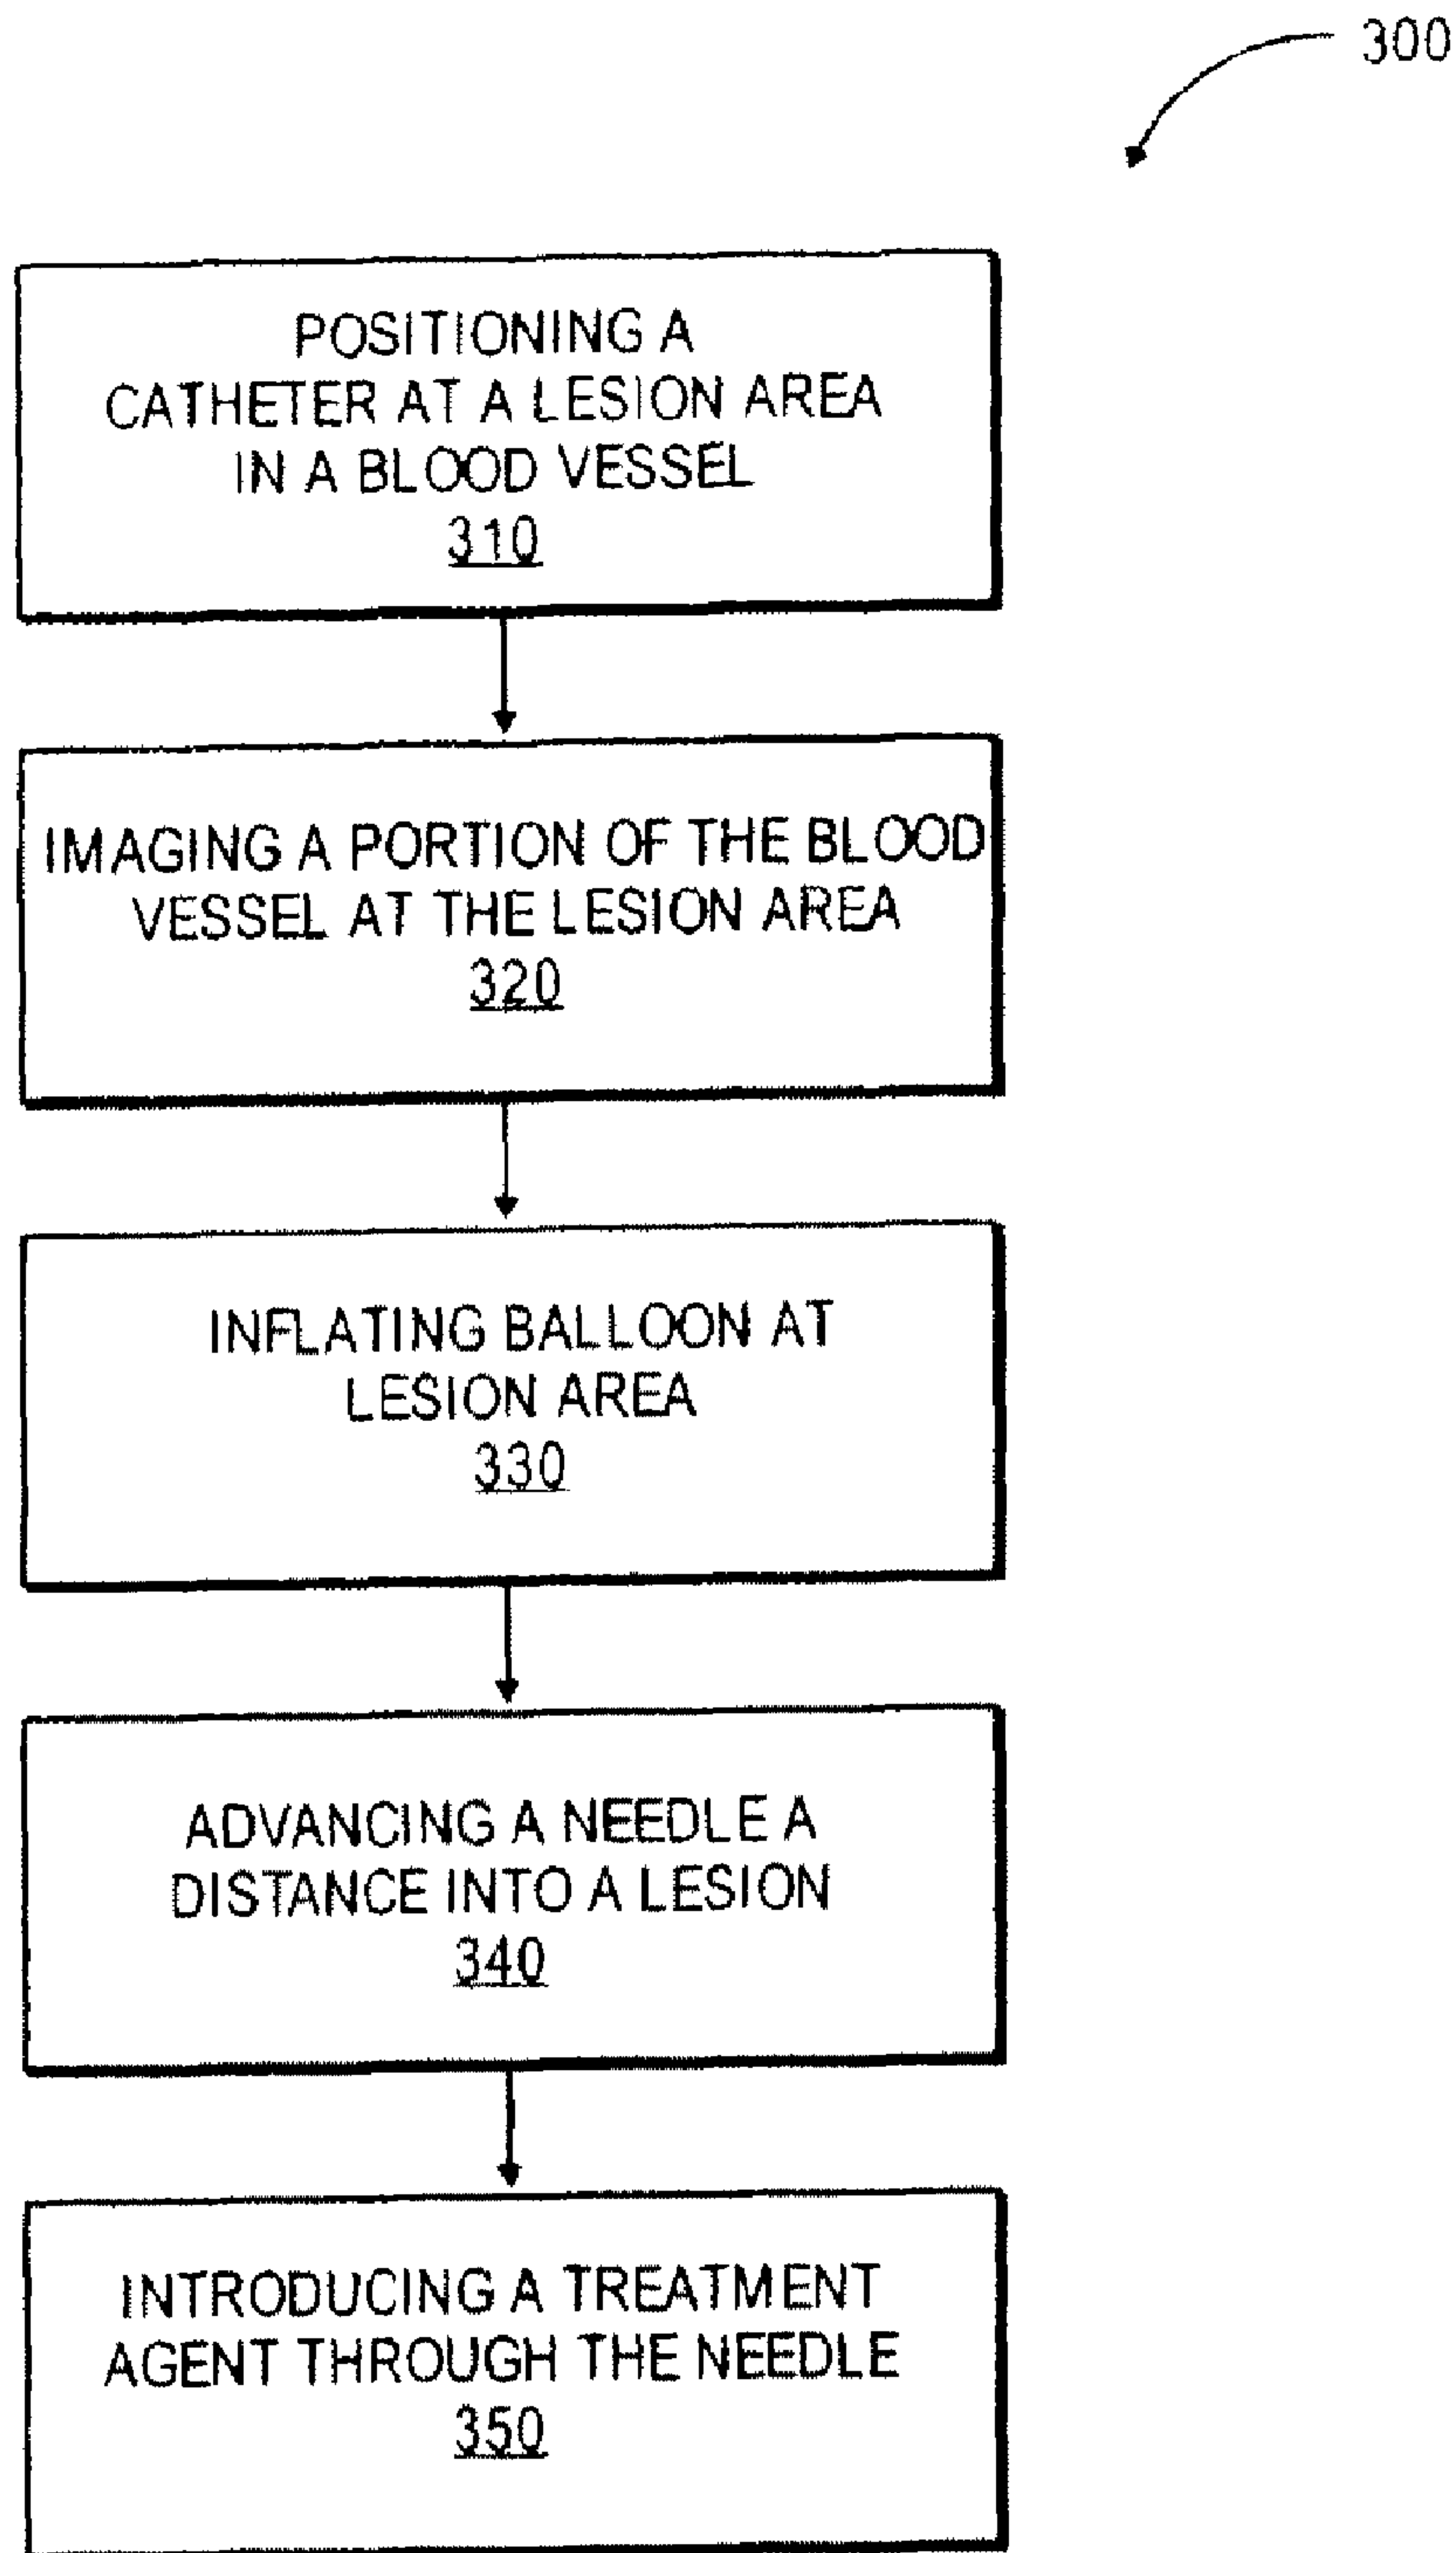 300
POSITIONING A
CATHETER AT A LESION AREA
IN A BLOOD VESSEL
310
IMAGING A PORTION OF THE BLOOD
VESSEL AT THE LESION AREA
320
INFLATING BALLOON AT
LESION AREA
330
ADVANCING A NEEDLE A
DISTANCE INTO A LESION
340
INTRODUCING A TREATMENT
AGENT THROUGH THE NEEDLE
350